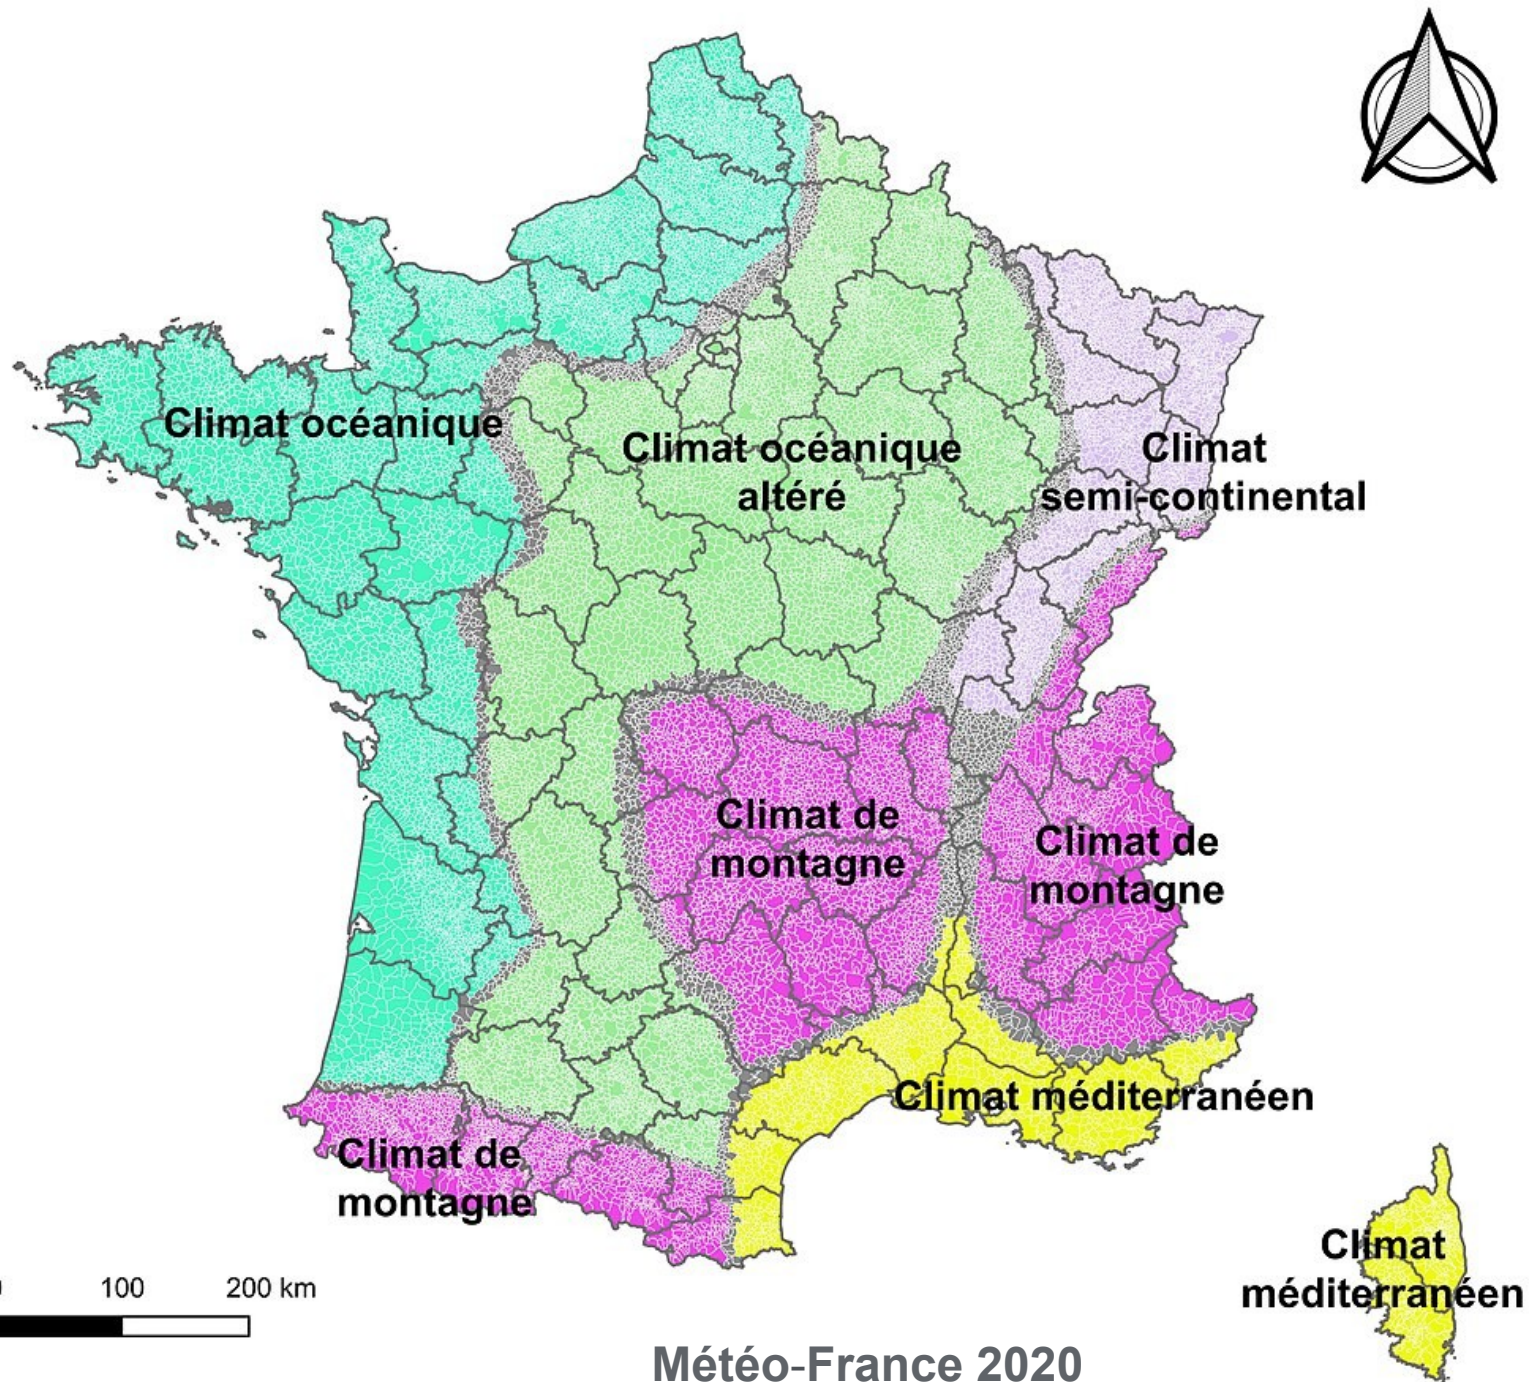 Climat océanique
Climat océanique
altéré
Climat
semi-continental
Climat de
montagne
Climat de
montagne
Climat méditerranéen
Climat de
montagne
Climat
méditerranéen
100 200 km
Météo-France 2020